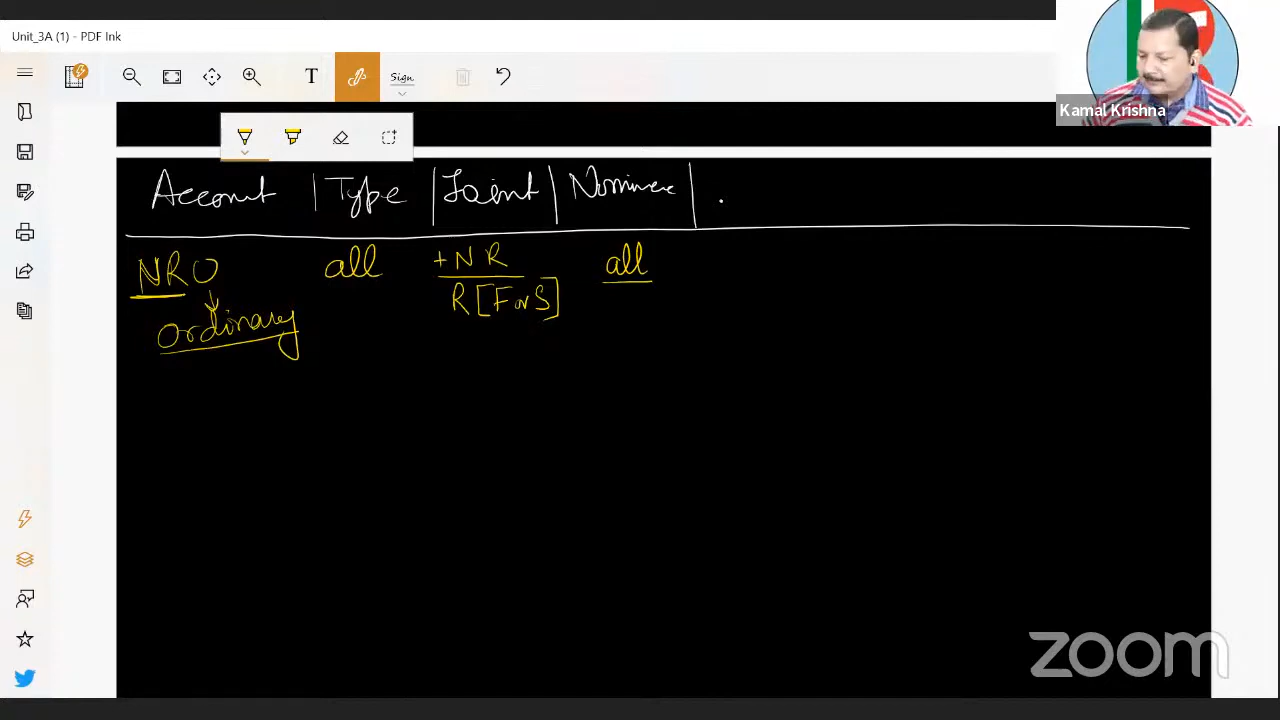 Unit_3A (1) - PDF Ink
T
Sign
Kamal Krishna
Account | Type | Joint | Nominee | .
NRO all +NR all
R [F or S]
Ordinary
zoom